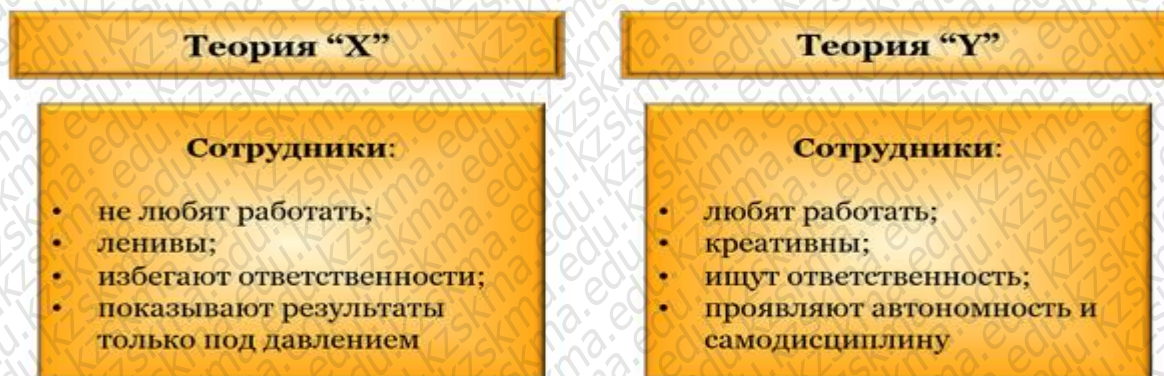 Теория “X”
Сотрудники:
• не любят работать;
• ленивы;
• избегают ответственности;
• показывают результаты
только под давлением
Теория “Y”
Сотрудники:
• любят работать;
• креативны;
• ищут ответственность;
• проявляют автономность и
самодисциплину